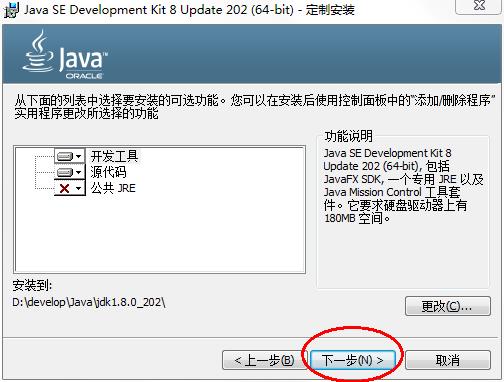 Java SE Development Kit 8 Update 202 (64-bit) - 定制安装
Java
ORACLE
从下面的列表中选择要安装的可选功能。您可以在安装后使用控制面板中的“添加/删除程序”
实用程序更改所选择的功能
开发工具
源代码
公共 JRE
功能说明
Java SE Development Kit 8
Update 202 (64-bit), 包括
JavaFX SDK, 一个专用 JRE 以及
Java Mission Control 工具套
件。它要求硬盘驱动器上有
180MB 空间。
安装到:
D:\develop\Java\jdk1.8.0_202\
更改(C)...
< 上一步(B)
下一步(N) >
取消